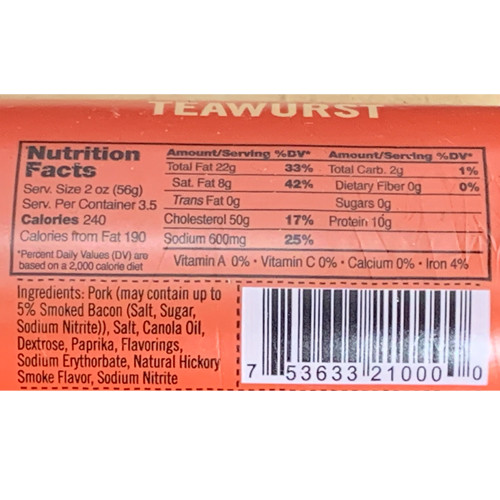 TEAWURST
Nutrition
Facts
Serv. Size 2 oz (56g)
Serv. Per Container 3.5
Calories 240
Calories from Fat 190
*Percent Daily Values (DV) are
based on a 2,000 calorie diet
Amount/Serving %DV*
Total Fat 22g 33%
Sat. Fat 8g 42%
Trans Fat 0g
Cholesterol 50g 17%
Sodium 600mg 25%
Amount/Serving %DV*
Total Carb. 2g 1%
Dietary Fiber 0g 0%
Sugars 0g
Protein 10g
Vitamin A 0% • Vitamin C 0% • Calcium 0% • Iron 4%
Ingredients: Pork (may contain up to
5% Smoked Bacon (Salt, Sugar,
Sodium Nitrite)), Salt, Canola Oil,
Dextrose, Paprika, Flavorings,
Sodium Erythorbate, Natural Hickory
Smoke Flavor, Sodium Nitrite
7 53633 21000 0